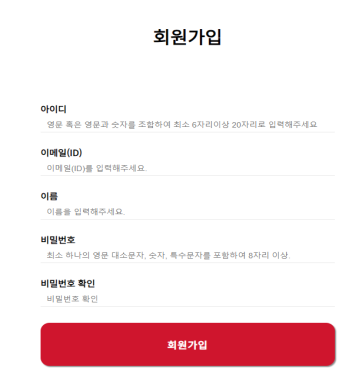 회원가입
아이디
영문 혹은 영문과 숫자를 조합하여 최소 6자리이상 20자리로 입력해주세요
이메일(ID)
이메일(ID)를 입력해주세요.
이름
이름을 입력해주세요.
비밀번호
최소 하나의 영문 대소문자, 숫자, 특수문자를 포함하여 8자리 이상.
비밀번호 확인
비밀번호 확인
회원가입